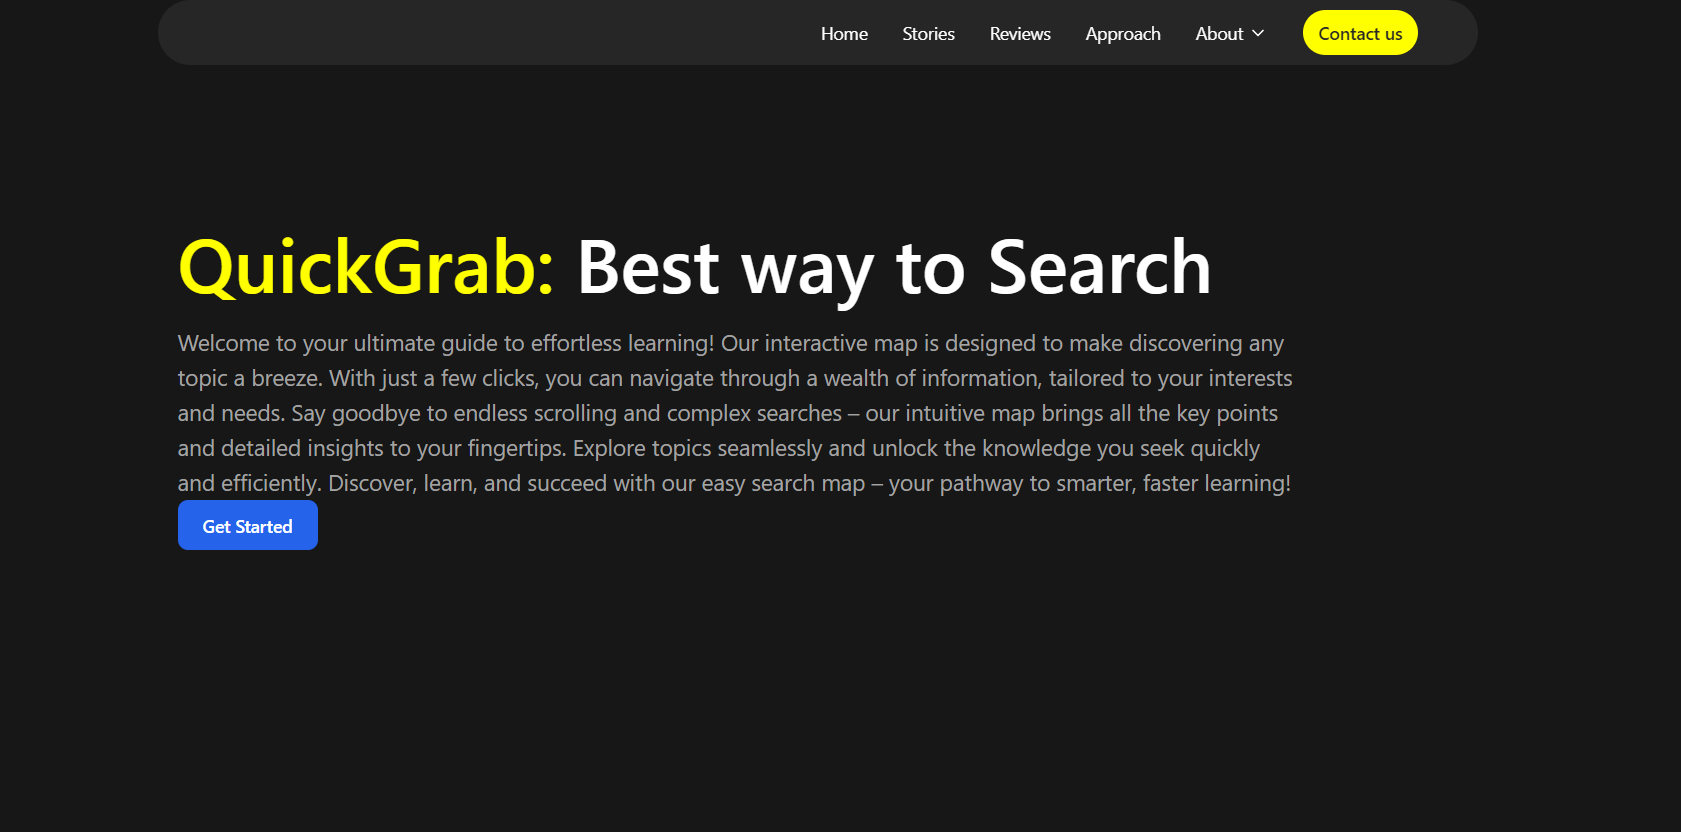 Home Stories Reviews Approach About Contact us
QuickGrab: Best way to Search
Welcome to your ultimate guide to effortless learning! Our interactive map is designed to make discovering any
topic a breeze. With just a few clicks, you can navigate through a wealth of information, tailored to your interests
and needs. Say goodbye to endless scrolling and complex searches – our intuitive map brings all the key points
and detailed insights to your fingertips. Explore topics seamlessly and unlock the knowledge you seek quickly
and efficiently. Discover, learn, and succeed with our easy search map – your pathway to smarter, faster learning!
Get Started